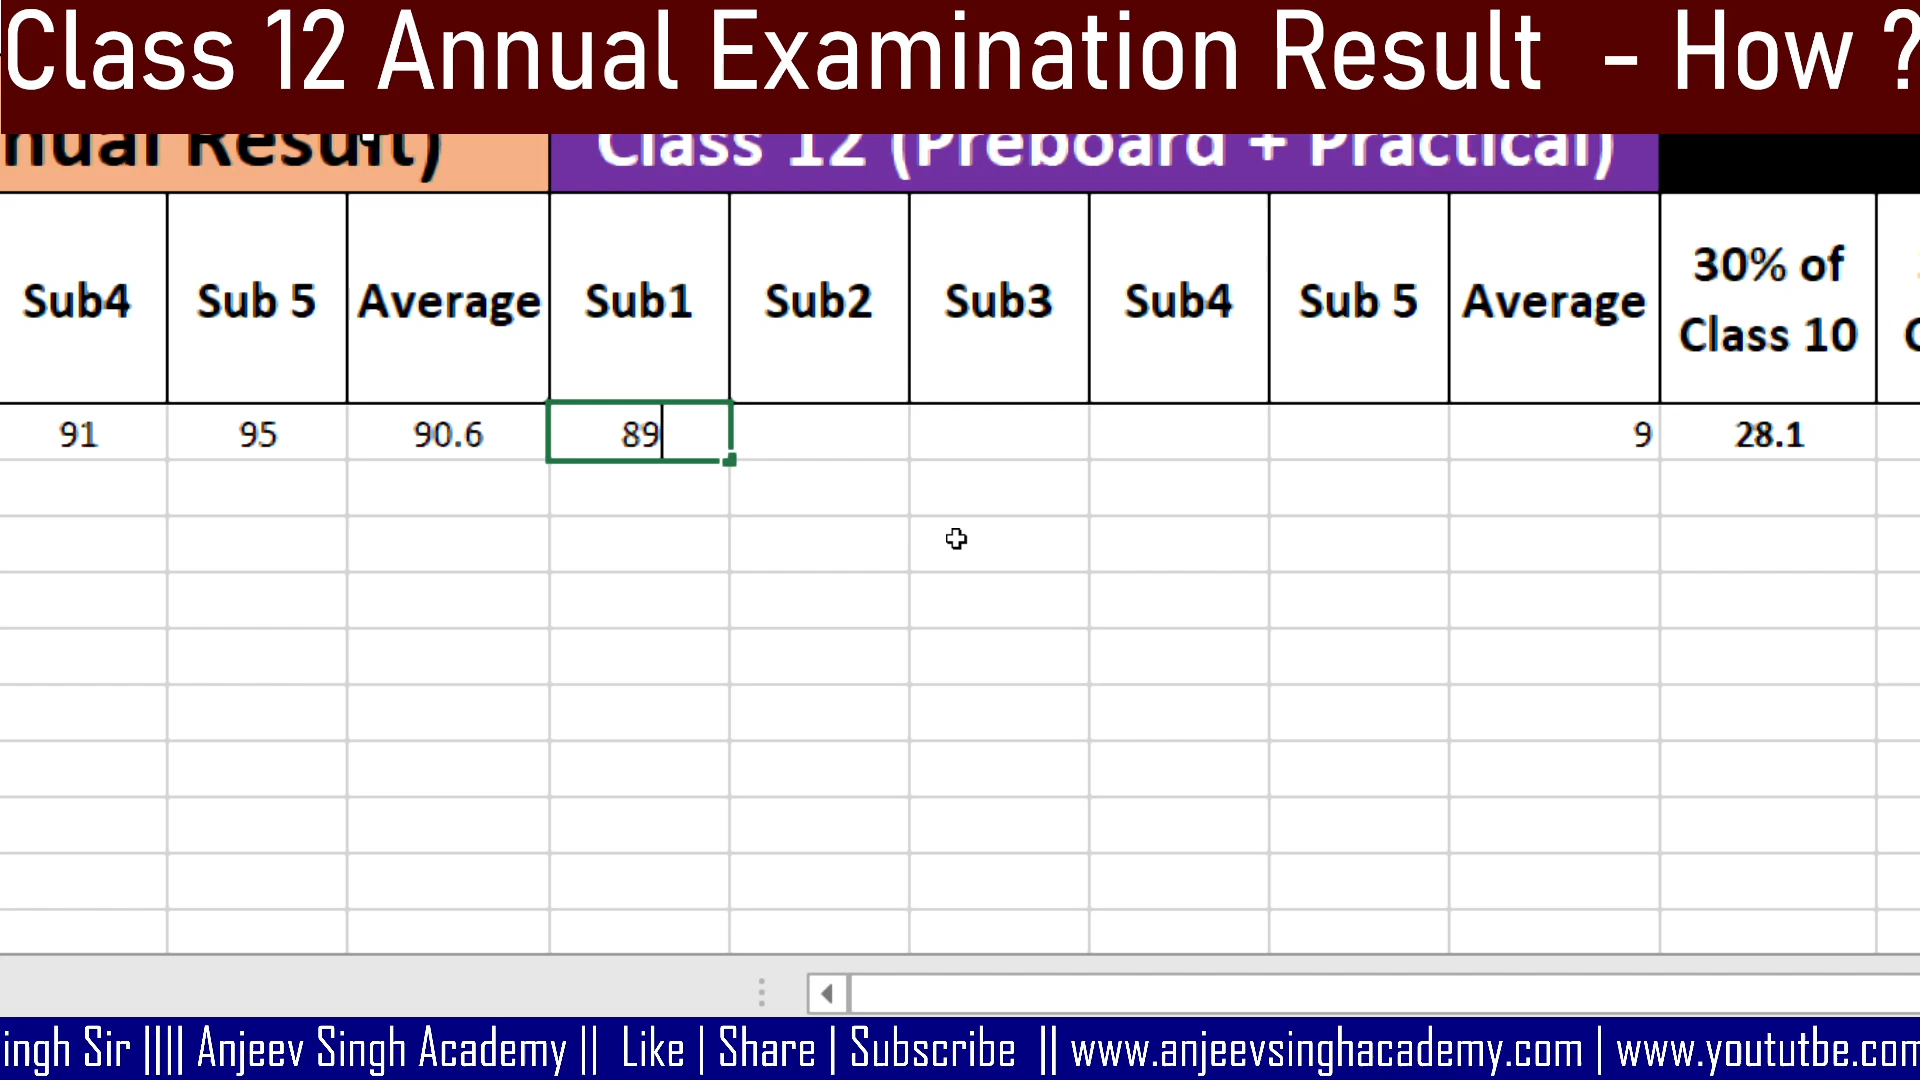 Class 12 Annual Examination Result - How ?
nual Result)
Class 12 (Preboard + Practical)
Sub4 Sub 5 Average Sub1 Sub2 Sub3 Sub4 Sub 5 Average 30% of
Class 10
91 95 90.6 89 9 28.1
ingh Sir |||| Anjeev Singh Academy || Like | Share | Subscribe || www.anjeevsinghacademy.com | www.yoututbe.com